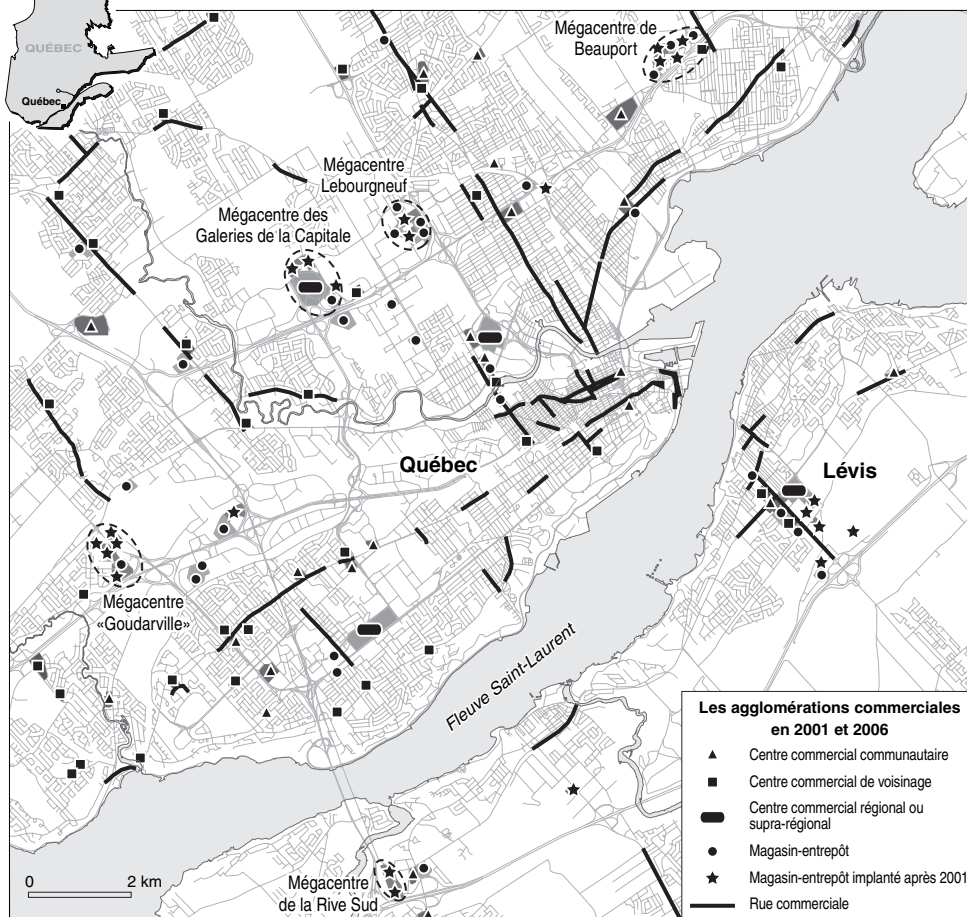 QUÉBEC
Québec
Mégacentre de
Beauport
Mégacentre
Lebourgneuf
Mégacentre des
Galeries de la Capitale
Québec
Lévis
Mégacentre
«Goudarville»
Fleuve Saint-Laurent
Mégacentre
de la Rive Sud
0 2 km
Les agglomérations commerciales
en 2001 et 2006
Centre commercial communautaire
Centre commercial de voisinage
Centre commercial régional ou
supra-régional
Magasin-entrepôt
Magasin-entrepôt implanté après 2001
Rue commerciale